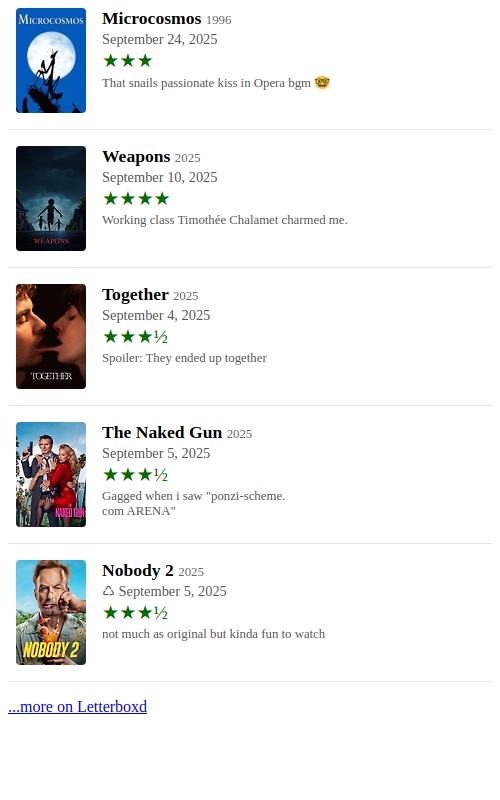 MICROCOSMOS
Microcosmos 1996
September 24, 2025
★★★
That snails passionate kiss in Opera bgm 🤓
WEAPONS
Weapons 2025
September 10, 2025
★★★★
Working class Timothée Chalamet charmed me.
TOGETHER
Together 2025
September 4, 2025
★★★½
Spoiler: They ended up together
THE NAKED GUN
The Naked Gun 2025
September 5, 2025
★★★½
Gagged when i saw "ponzi-scheme.
com ARENA"
NOBODY 2
Nobody 2 2025
♺ September 5, 2025
★★★½
not much as original but kinda fun to watch
...more on Letterboxd